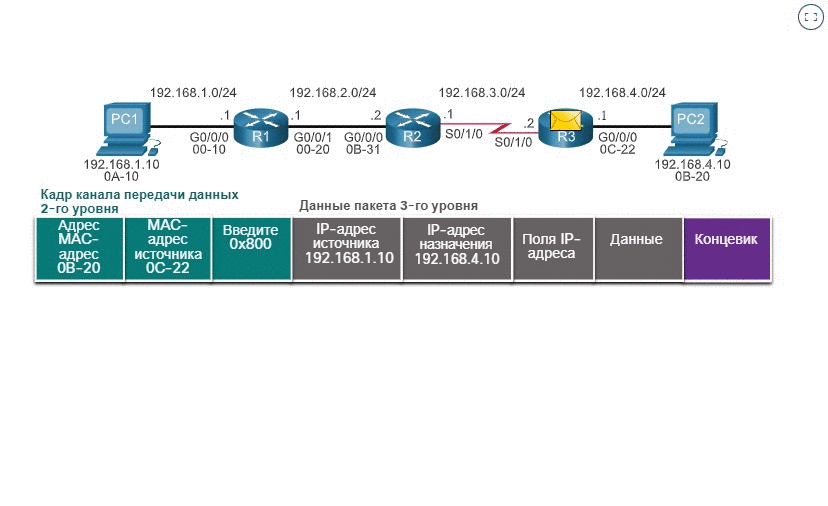 192.168.1.0/24 192.168.2.0/24 192.168.3.0/24 192.168.4.0/24
PC1 .1 R1 .1 .2 R2 .1 .2 R3 .1 PC2
G0/0/0 G0/0/1 G0/0/0 S0/1/0 S0/1/0 G0/0/0
00-10 00-20 0B-31 0C-22
192.168.1.10 192.168.4.10
0A-10 0B-20
Кадр канала передачи данных
2-го уровня
Данные пакета 3-го уровня
Адрес
MAC-
адрес
0B-20
MAC-
адрес
источника
0C-22
Введите
0x800
IP-адрес
источника
192.168.1.10
IP-адрес
назначения
192.168.4.10
Поля IP-
адреса
Данные
Концевик